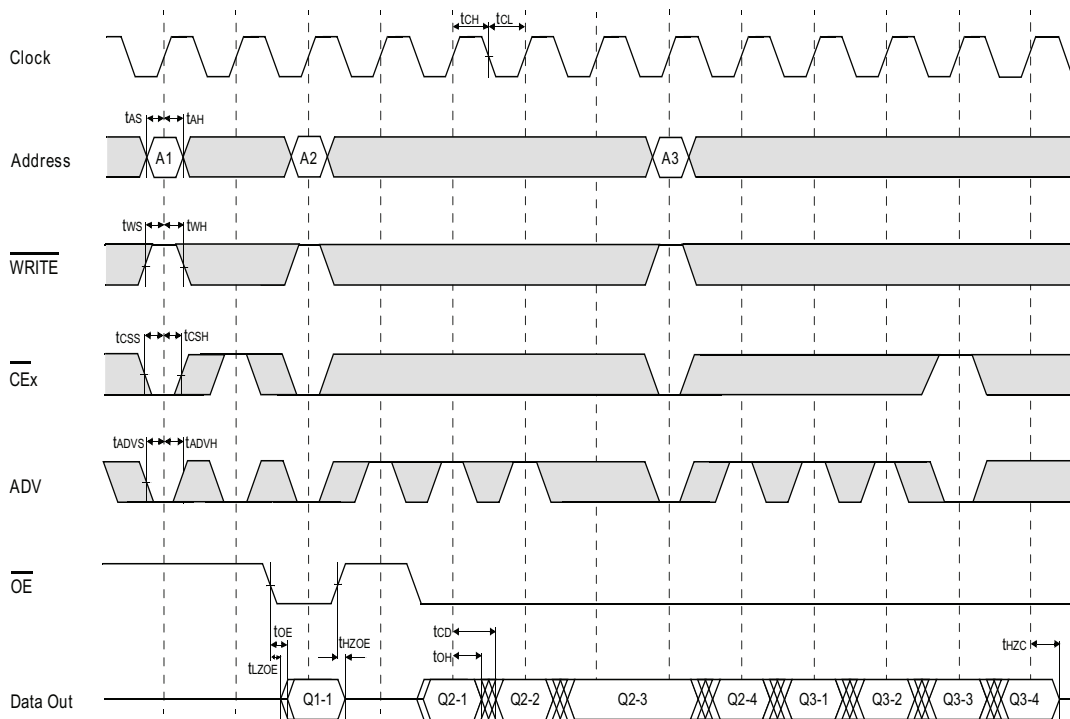 tCH tCL
Clock
tAS tAH
Address A1 A2 A3
tWS tWH
WRITE
tCSS tCSH
CEx
tADVS tADVH
ADV
OE
tOE tHZOE tCD tHZC
tLZOE tOH
Data Out Q1-1 Q2-1 Q2-2 Q2-3 Q2-4 Q3-1 Q3-2 Q3-3 Q3-4